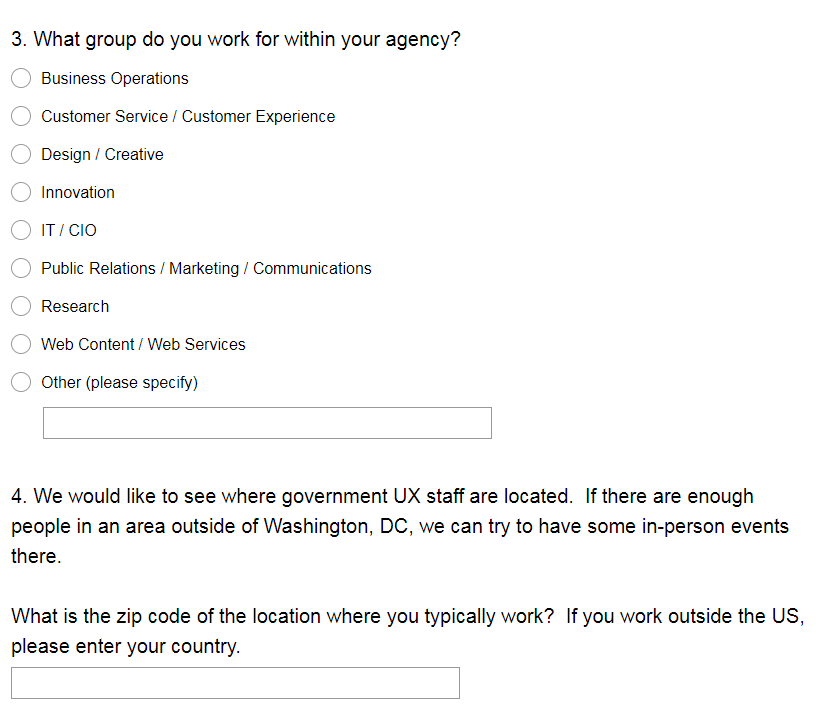 3. What group do you work for within your agency?
Business Operations
Customer Service / Customer Experience
Design / Creative
Innovation
IT / CIO
Public Relations / Marketing / Communications
Research
Web Content / Web Services
Other (please specify)
4. We would like to see where government UX staff are located.  If there are enough
people in an area outside of Washington, DC, we can try to have some in-person events
there.
What is the zip code of the location where you typically work?  If you work outside the US,
please enter your country.